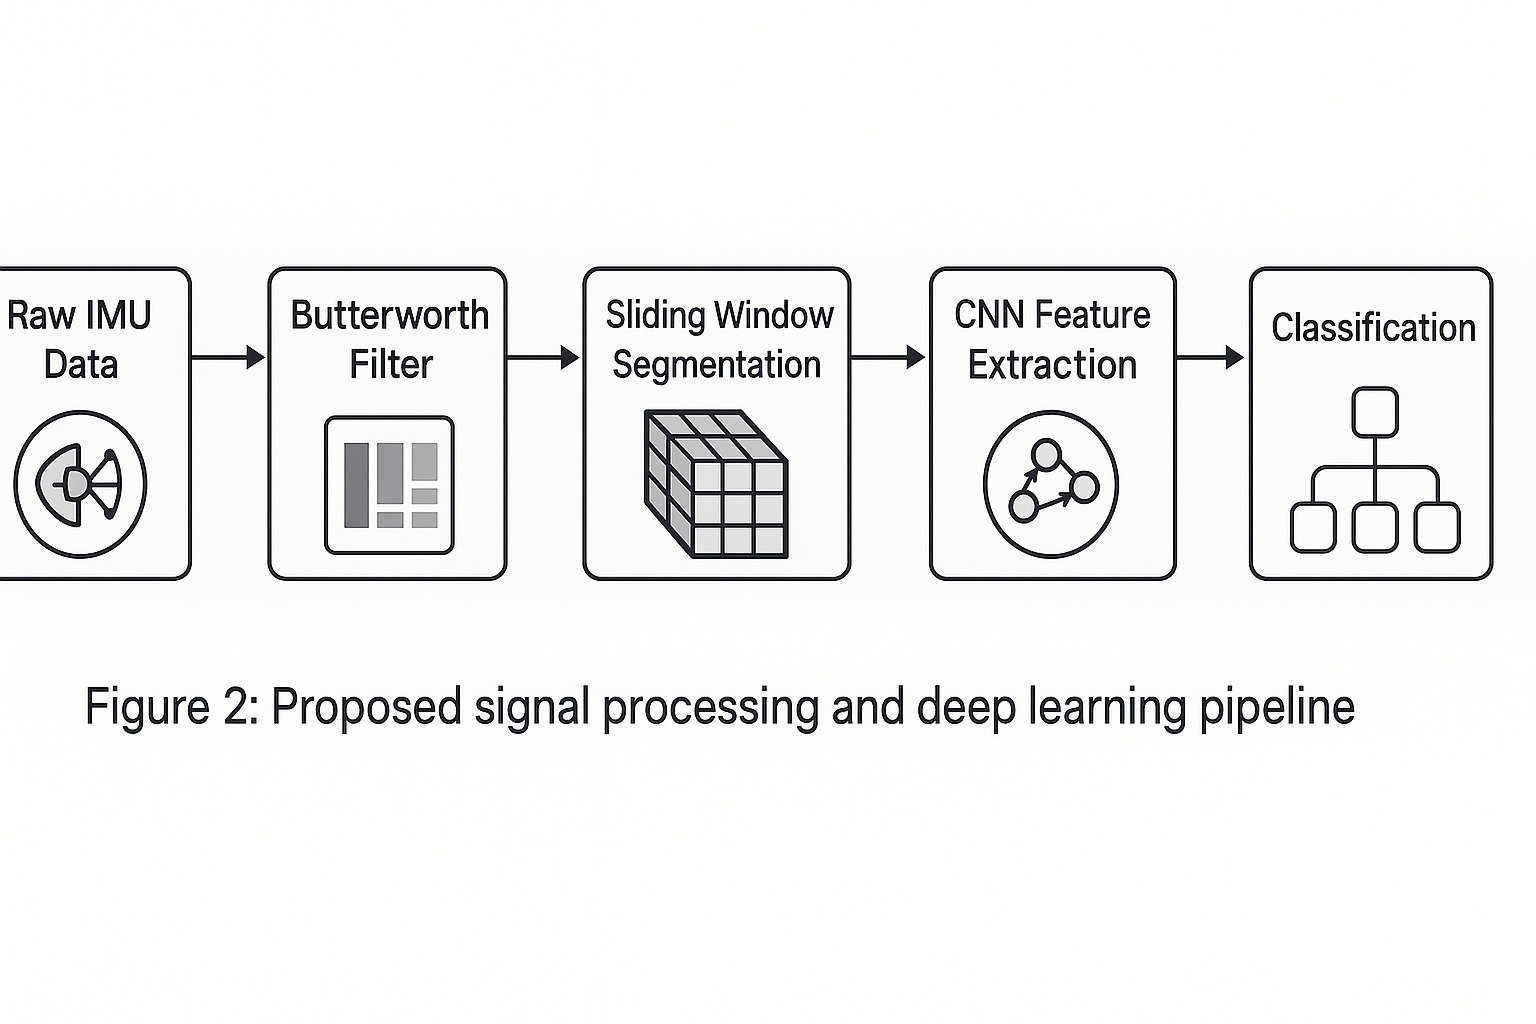 Raw IMU
Data
Butterworth
Filter
Sliding Window
Segmentation
CNN Feature
Extraction
Classification
Figure 2: Proposed signal processing and deep learning pipeline